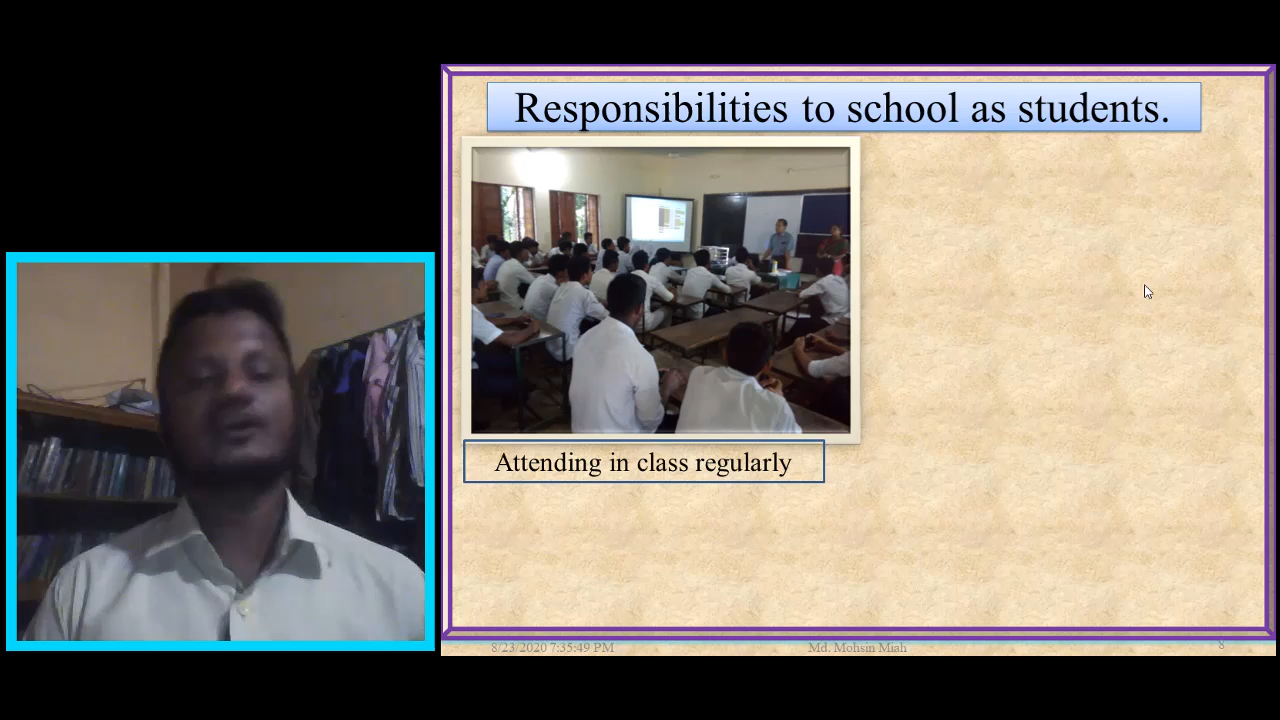 Responsibilities to school as students.
Attending in class regularly
8/23/2020 7:35:49 PM
Md. Mohsin Miah
8